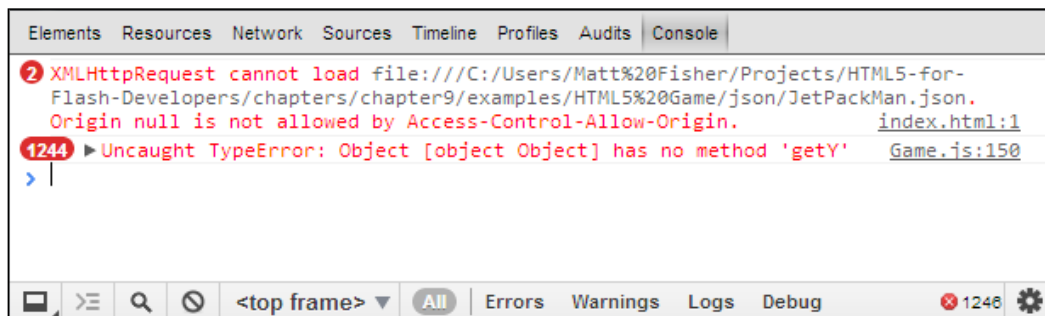 Elements Resources Network Sources Timeline Profiles Audits Console
2 XMLHttpRequest cannot load file:///C:/Users/Matt%20Fisher/Projects/HTML5-for-
Flash-Developers/chapters/chapter9/examples/HTML5%20Game/json/JetPackMan.json.
Origin null is not allowed by Access-Control-Allow-Origin. index.html:1
1244 ▶Uncaught TypeError: Object [object Object] has no method 'getY' Game.js:150
>
<top frame> ▼ All Errors Warnings Logs Debug 1246